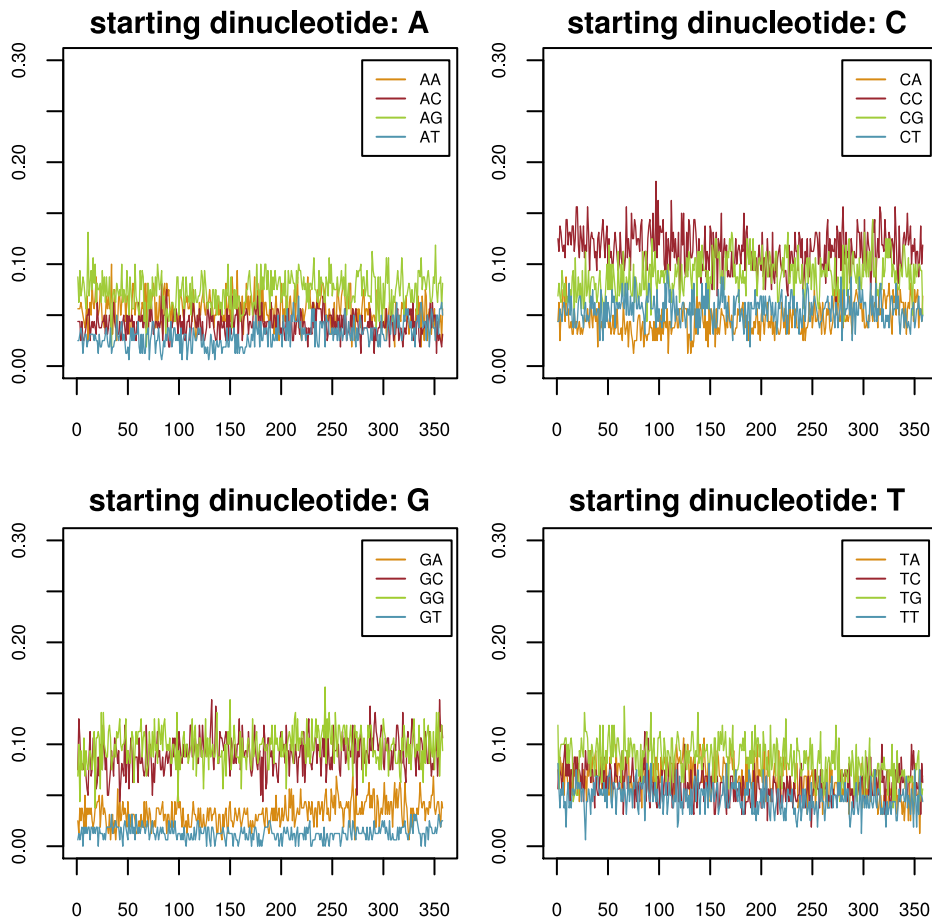 starting dinucleotide: A
0.30
0.20
0.10
0.00
AA
AC
AG
AT
0 50 100 150 200 250 300 350
starting dinucleotide: C
0.30
0.20
0.10
0.00
CA
CC
CG
CT
0 50 100 150 200 250 300 350
starting dinucleotide: G
0.30
0.20
0.10
0.00
GA
GC
GG
GT
0 50 100 150 200 250 300 350
starting dinucleotide: T
0.30
0.20
0.10
0.00
TA
TC
TG
TT
0 50 100 150 200 250 300 350